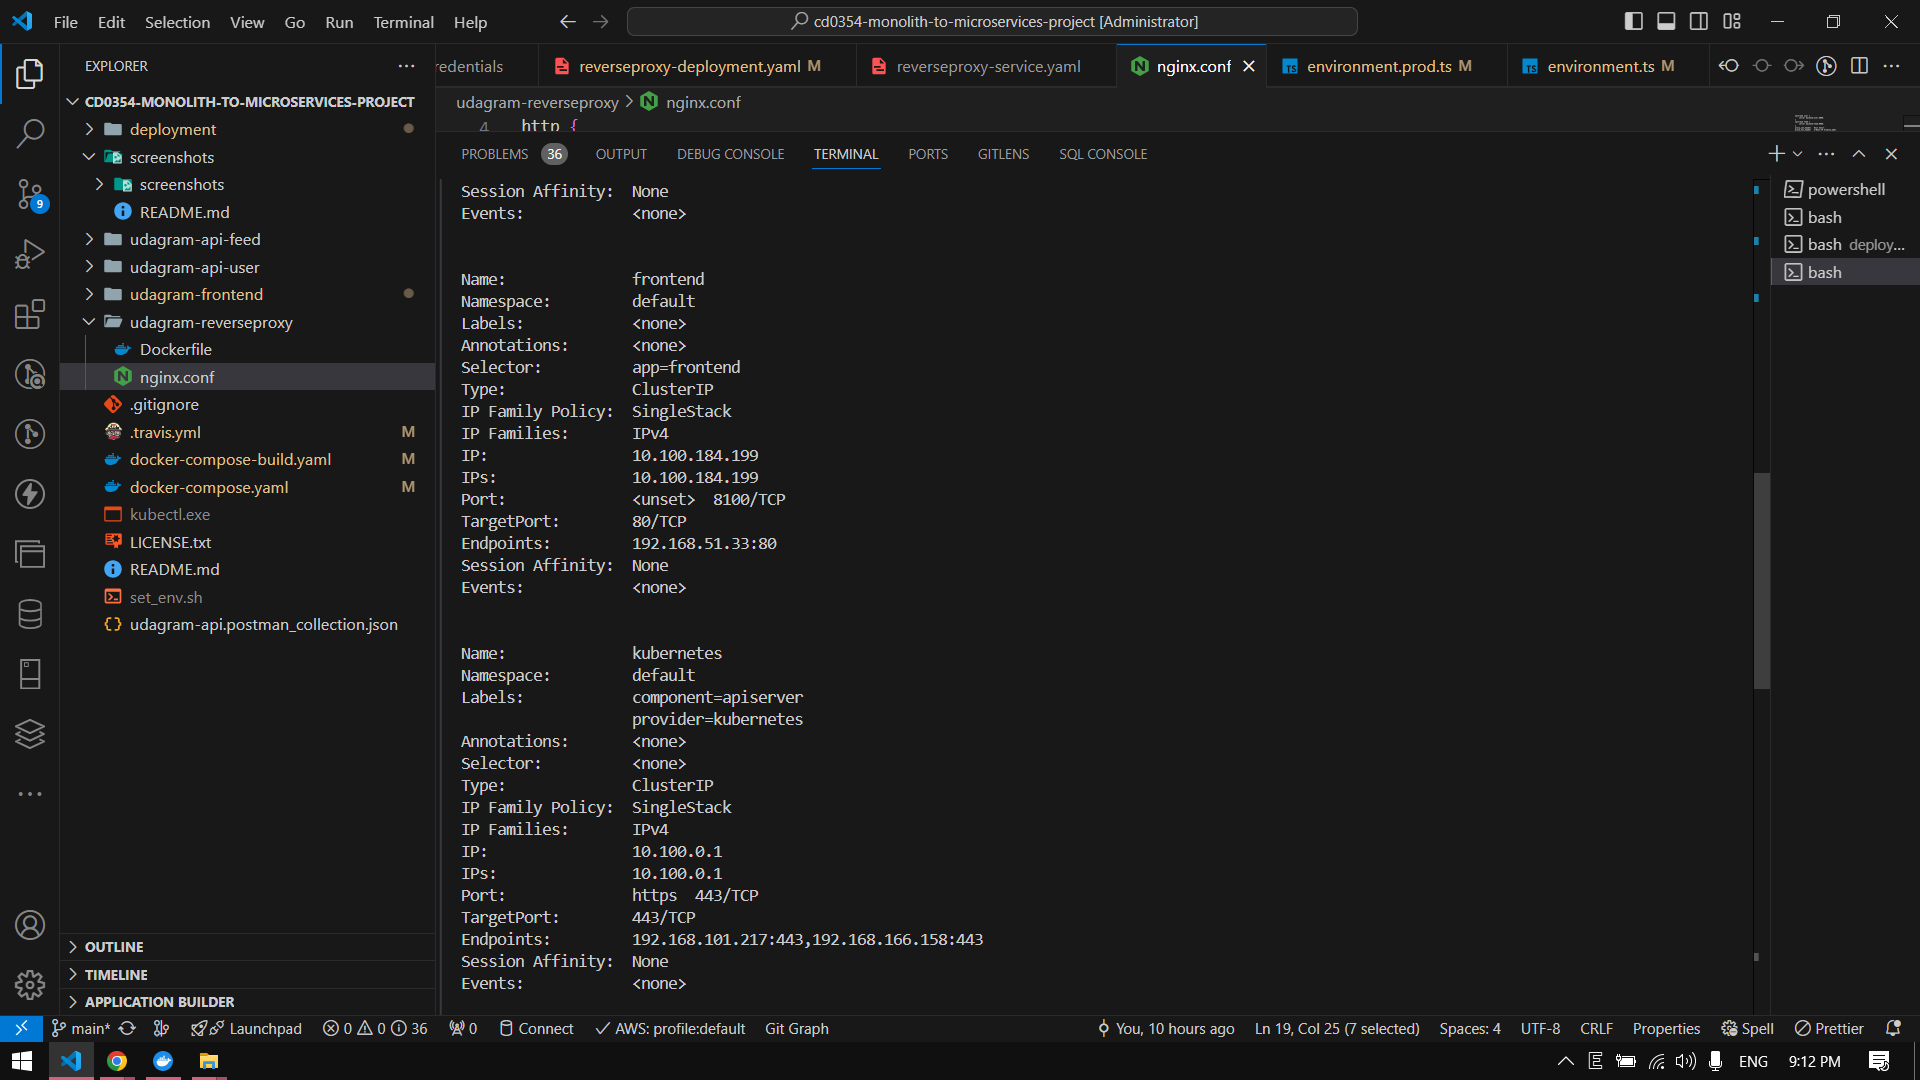 File Edit Selection View Go Run Terminal Help
cd0354-monolith-to-microservices-project [Administrator]
EXPLORER
redentials
reverseproxy-deployment.yaml M
reverseproxy-service.yaml
nginx.conf
environment.prod.ts M
environment.ts M
CD0354-MONOLITH-TO-MICROSERVICES-PROJECT
udagram-reverseproxy > nginx.conf
4 http {
deployment
screenshots
screenshots
README.md
udagram-api-feed
udagram-api-user
udagram-frontend
udagram-reverseproxy
Dockerfile
nginx.conf
.gitignore
.travis.yml M
docker-compose-build.yaml M
docker-compose.yaml M
kubectl.exe
LICENSE.txt
README.md
set_env.sh
udagram-api.postman_collection.json
9
OUTLINE
TIMELINE
APPLICATION BUILDER
PROBLEMS 36 OUTPUT DEBUG CONSOLE TERMINAL PORTS GITLENS SQL CONSOLE
Session Affinity: None
Events: <none>
Name: frontend
Namespace: default
Labels: <none>
Annotations: <none>
Selector: app=frontend
Type: ClusterIP
IP Family Policy: SingleStack
IP Families: IPv4
IP: 10.100.184.199
IPs: 10.100.184.199
Port: <unset> 8100/TCP
TargetPort: 80/TCP
Endpoints: 192.168.51.33:80
Session Affinity: None
Events: <none>
Name: kubernetes
Namespace: default
Labels: component=apiserver
provider=kubernetes
Annotations: <none>
Selector: <none>
Type: ClusterIP
IP Family Policy: SingleStack
IP Families: IPv4
IP: 10.100.0.1
IPs: 10.100.0.1
Port: https 443/TCP
TargetPort: 443/TCP
Endpoints: 192.168.101.217:443,192.168.166.158:443
Session Affinity: None
Events: <none>
powershell
bash
bash deploy...
bash
main* Launchpad 0 0 36 0 Connect AWS: profile:default Git Graph You, 10 hours ago Ln 19, Col 25 (7 selected) Spaces: 4 UTF-8 CRLF Properties Spell Prettier
ENG 9:12 PM